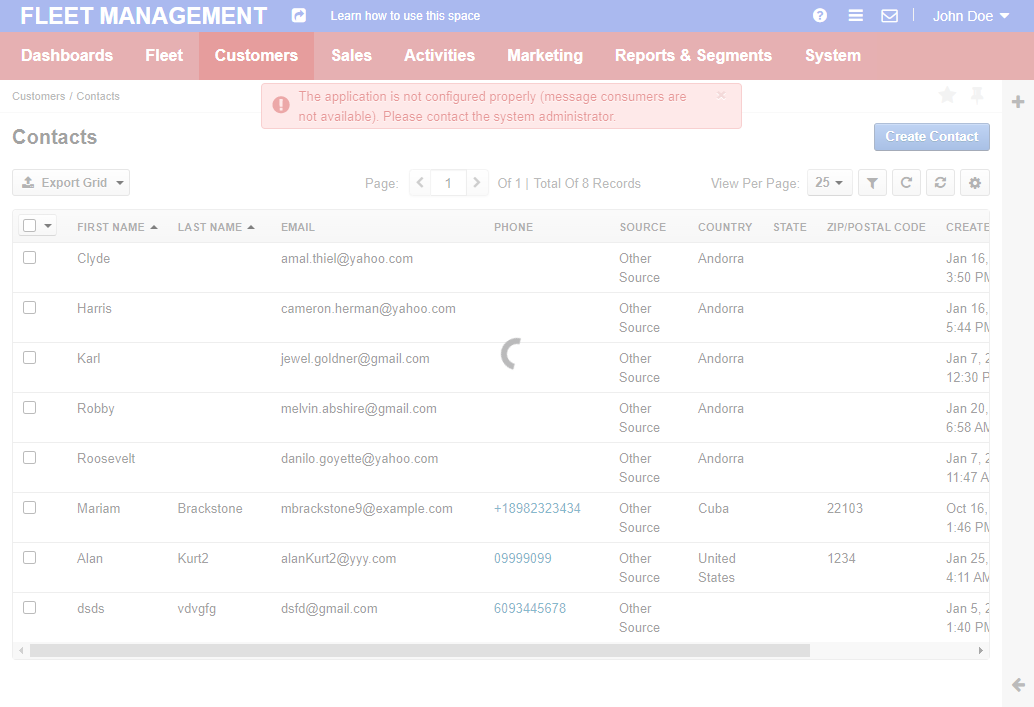 FLEET MANAGEMENT Learn how to use this space John Doe
Dashboards Fleet Customers Sales Activities Marketing Reports & Segments System
Customers / Contacts
The application is not configured properly (message consumers are
not available). Please contact the system administrator.
Contacts
Create Contact
Export Grid Page: 1 Of 1 | Total Of 8 Records View Per Page: 25
FIRST NAME LAST NAME EMAIL PHONE SOURCE COUNTRY STATE ZIP/POSTAL CODE CREATE
Clyde amal.thiel@yahoo.com Other Andorra Jan 16,
Source 3:50 PM
Harris cameron.herman@yahoo.com Other Andorra Jan 16,
Source 5:44 PM
Karl jewel.goldner@gmail.com Other Andorra Jan 7, 2
Source 12:30 P
Robby melvin.abshire@gmail.com Other Andorra Jan 20,
Source 6:58 AM
Roosevelt danilo.goyette@yahoo.com Other Andorra Jan 7, 2
Source 11:47 A
Mariam Brackstone mbrackstone9@example.com +18982323434 Other Cuba 22103 Oct 16,
Source 1:46 PM
Alan Kurt2 alanKurt2@yyy.com 09999099 Other United 1234 Jan 25,
Source States 4:11 AM
dsds vdvgfg dsfd@gmail.com 6093445678 Other Jan 5, 2
Source 1:40 PM